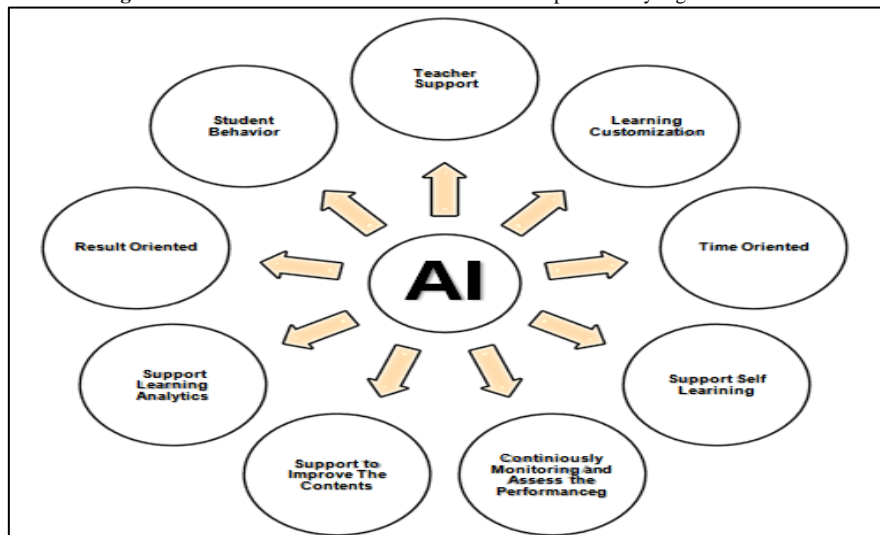 Teacher
Support
Learning
Customization
Time Oriented
Support Self
Learining
Continiously
Monitoring and
Assess the
Performanceg
Support to
Improve The
Contents
Support
Learning
Analytics
Result Oriented
Student
Behavior
AI